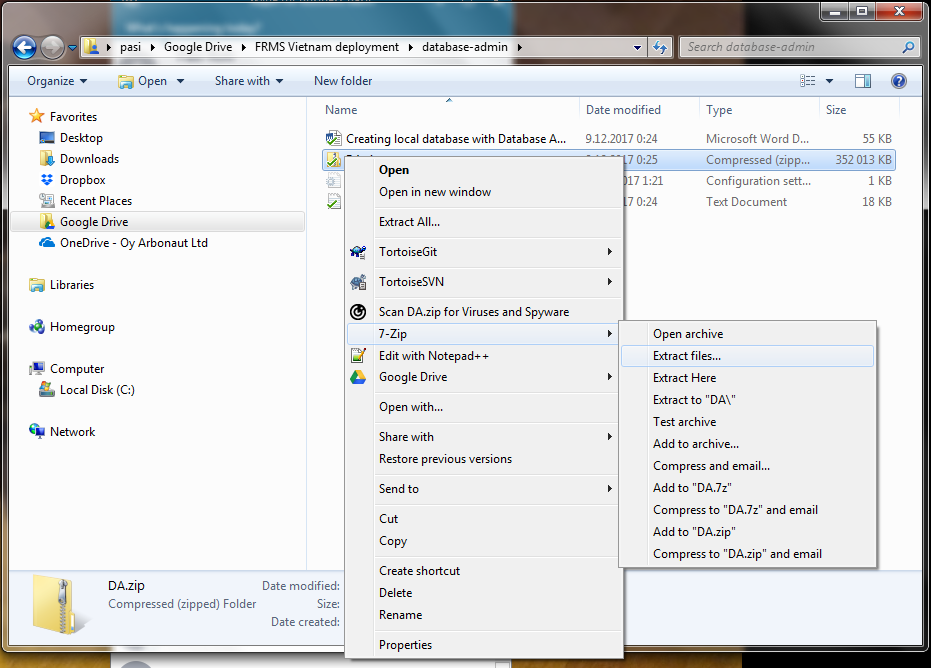 pasi Google Drive FRMS Vietnam deployment database-admin
Search database-admin
Organize Open Share with New folder
Name Date modified Type Size
Favorites
Desktop
Downloads
Dropbox
Recent Places
Google Drive
OneDrive - Oy Arbonaut Ltd
Libraries
Homegroup
Computer
Local Disk (C:)
Network
Creating local database with Database A... 9.12.2017 0:24 Microsoft Word D... 55 KB
2017 0:25 Compressed (zipp... 352 013 KB
017 1:21 Configuration sett... 1 KB
017 0:24 Text Document 18 KB
Open
Open in new window
Extract All...
TortoiseGit
TortoiseSVN
Scan DA.zip for Viruses and Spyware
7-Zip
Edit with Notepad++
Google Drive
Open with...
Share with
Restore previous versions
Send to
Cut
Copy
Create shortcut
Delete
Rename
Properties
Open archive
Extract files...
Extract Here
Extract to "DA\"
Test archive
Add to archive...
Compress and email...
Add to "DA.7z"
Compress to "DA.7z" and email
Add to "DA.zip"
Compress to "DA.zip" and email
DA.zip Date modified:
Compressed (zipped) Folder Size:
Date created: